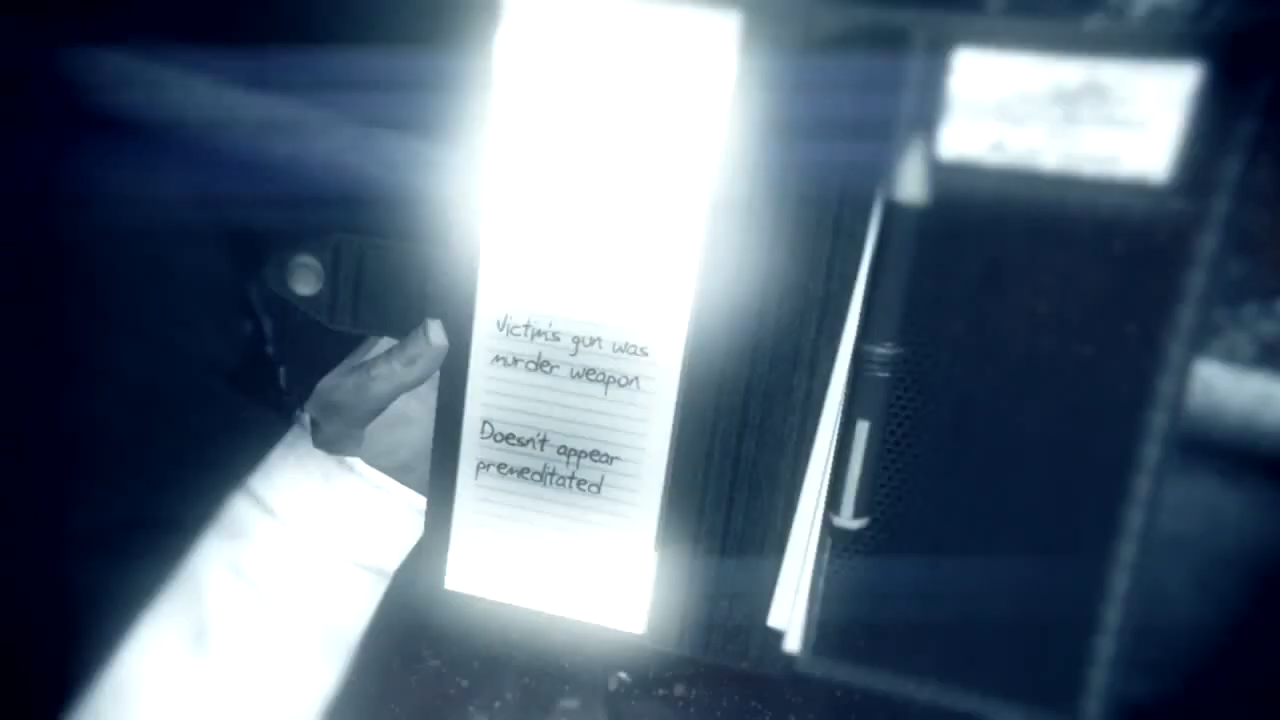 Victim's gun was
murder weapon
Doesn't appear
premeditated